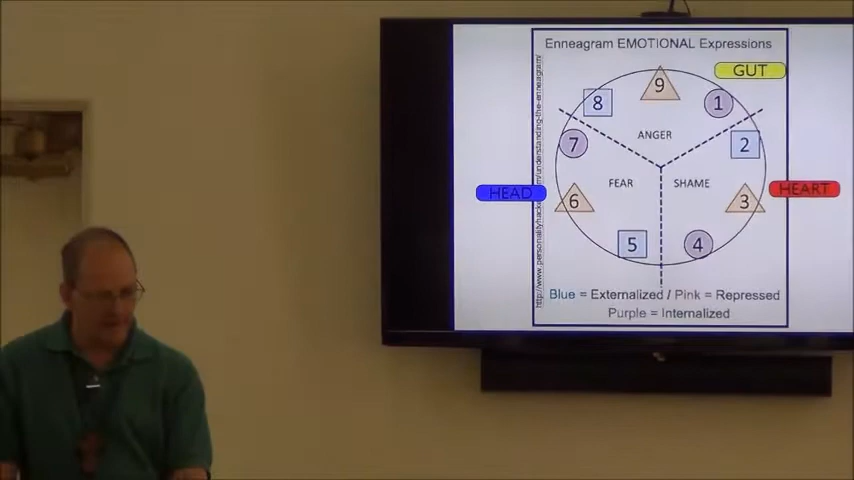 Enneagram EMOTIONAL Expressions
GUT
9
8
1
ANGER
7
2
FEAR
SHAME
HEAD
HEART
6
3
5
4
Blue = Externalized / Pink = Repressed
Purple = Internalized